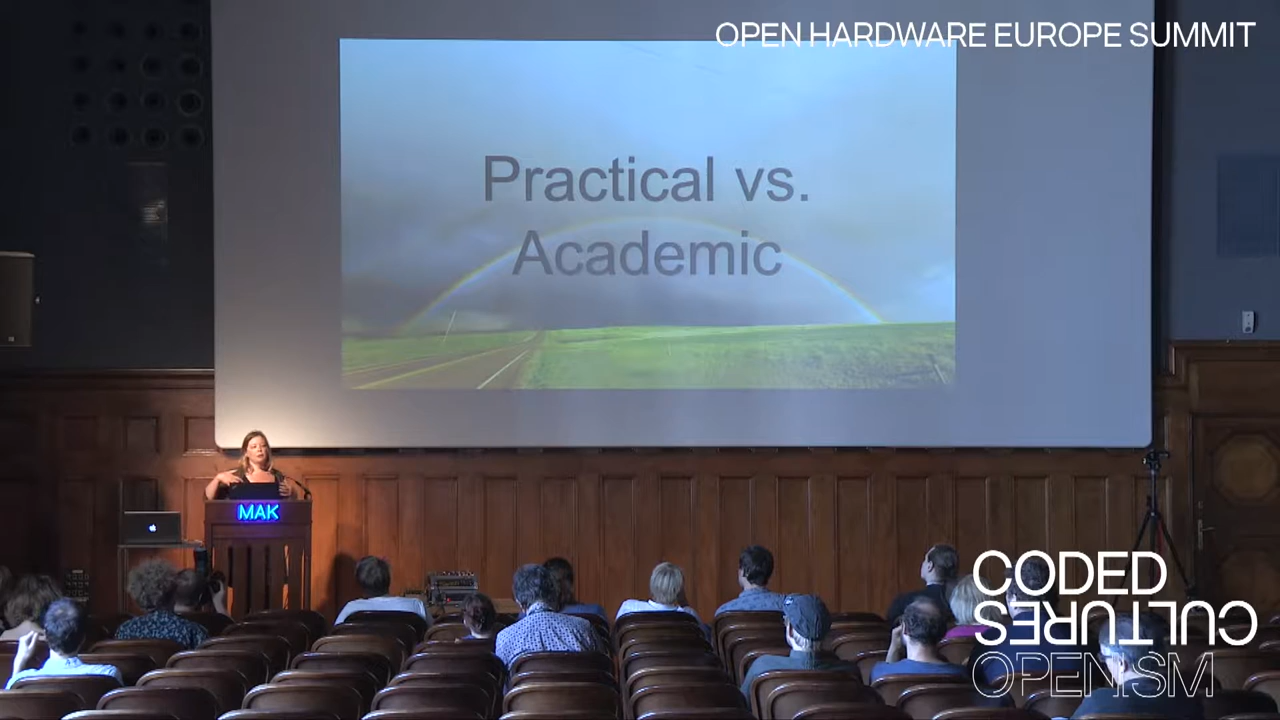 OPEN HARDWARE EUROPE SUMMIT
Practical vs.
Academic
MAK
CODED
CULTURES
OPENISM